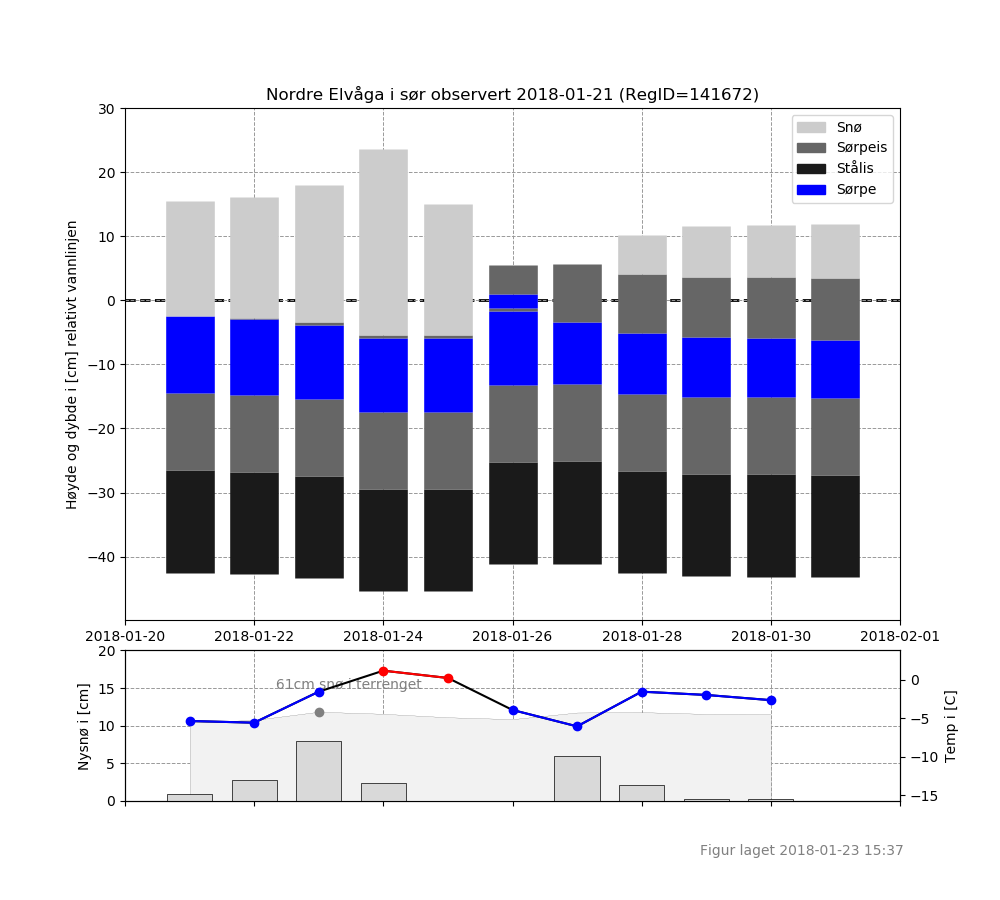 Nordre Elvåga i sør observert 2018-01-21 (RegID=141672)
Høyde og dybde i [cm] relativt vannlinjen
30
20
10
0
−10
−20
−30
−40
Snø
Sørpeis
Stålis
Sørpe
2018-01-20 2018-01-22 2018-01-24 2018-01-26 2018-01-28 2018-01-30 2018-02-01
Nysnø i [cm]
20
15
10
5
0
61cm snø i terrenget
0
−5
−10
−15
Temp i [C]
Figur laget 2018-01-23 15:37